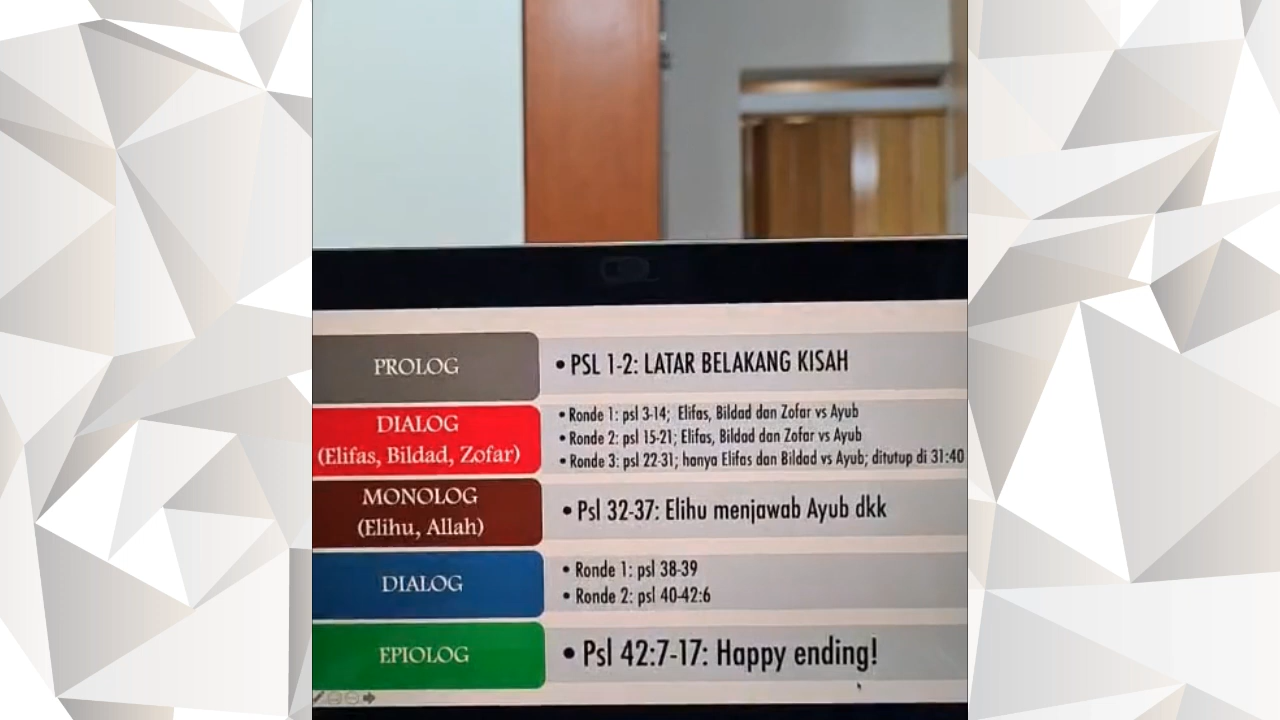 PROLOG
• PSL 1-2: LATAR BELAKANG KISAH
DIALOG
(Elifas, Bildad, Zofar)
• Ronde 1: psl 3-14; Elifas, Bildad dan Zofar vs Ayub
• Ronde 2: psl 15-21; Elifas, Bildad dan Zofar vs Ayub
• Ronde 3: psl 22-31; hanya Elifas dan Bildad vs Ayub; ditutup di 31:40
MONOLOG
(Elihu, Allah)
• Psl 32-37: Elihu menjawab Ayub dkk
DIALOG
• Ronde 1: psl 38-39
• Ronde 2: psl 40-42:6
EPIOLOG
• Psl 42:7-17: Happy ending!